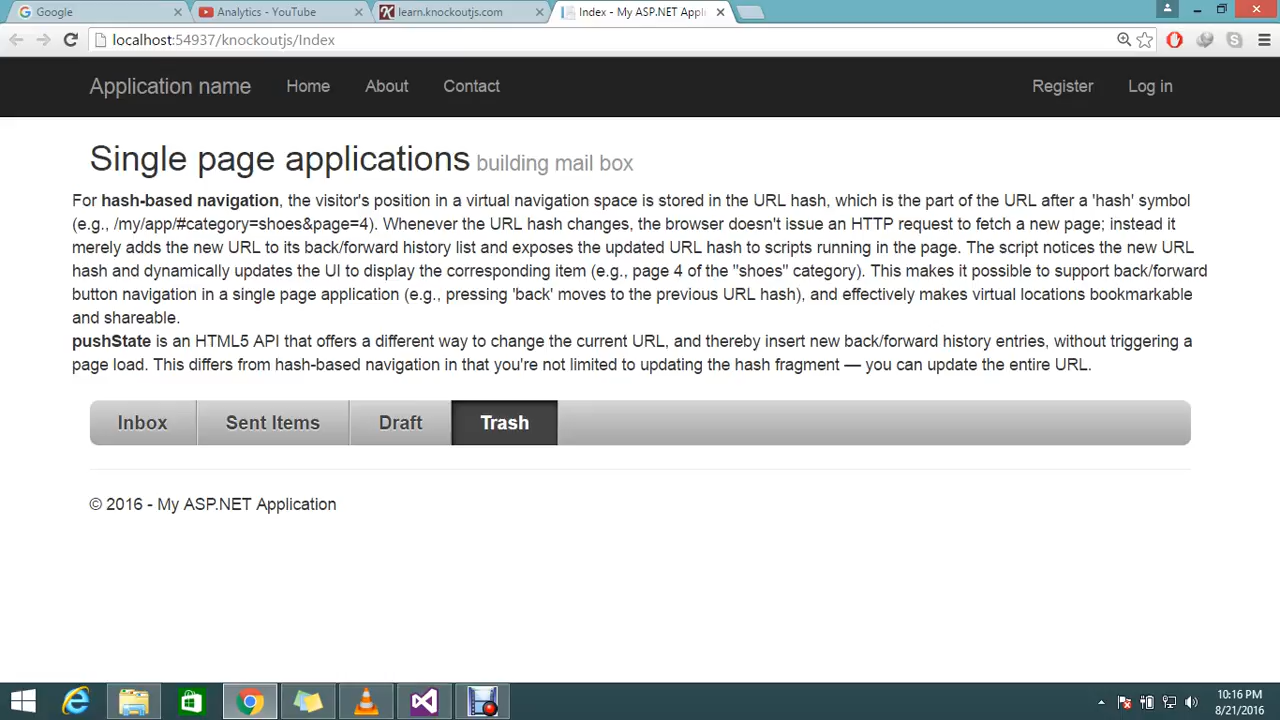 Google
Analytics - YouTube
learn.knockoutjs.com
Index - My ASP.NET Appli
localhost:54937/knockoutjs/Index
Application name Home About Contact Register Log in
Single page applications building mail box
For hash-based navigation, the visitor's position in a virtual navigation space is stored in the URL hash, which is the part of the URL after a 'hash' symbol
(e.g., /my/app/#category=shoes&page=4). Whenever the URL hash changes, the browser doesn't issue an HTTP request to fetch a new page; instead it
merely adds the new URL to its back/forward history list and exposes the updated URL hash to scripts running in the page. The script notices the new URL
hash and dynamically updates the UI to display the corresponding item (e.g., page 4 of the "shoes" category). This makes it possible to support back/forward
button navigation in a single page application (e.g., pressing 'back' moves to the previous URL hash), and effectively makes virtual locations bookmarkable
and shareable.
pushState is an HTML5 API that offers a different way to change the current URL, and thereby insert new back/forward history entries, without triggering a
page load. This differs from hash-based navigation in that you're not limited to updating the hash fragment — you can update the entire URL.
Inbox Sent Items Draft Trash
© 2016 - My ASP.NET Application
10:16 PM
8/21/2016